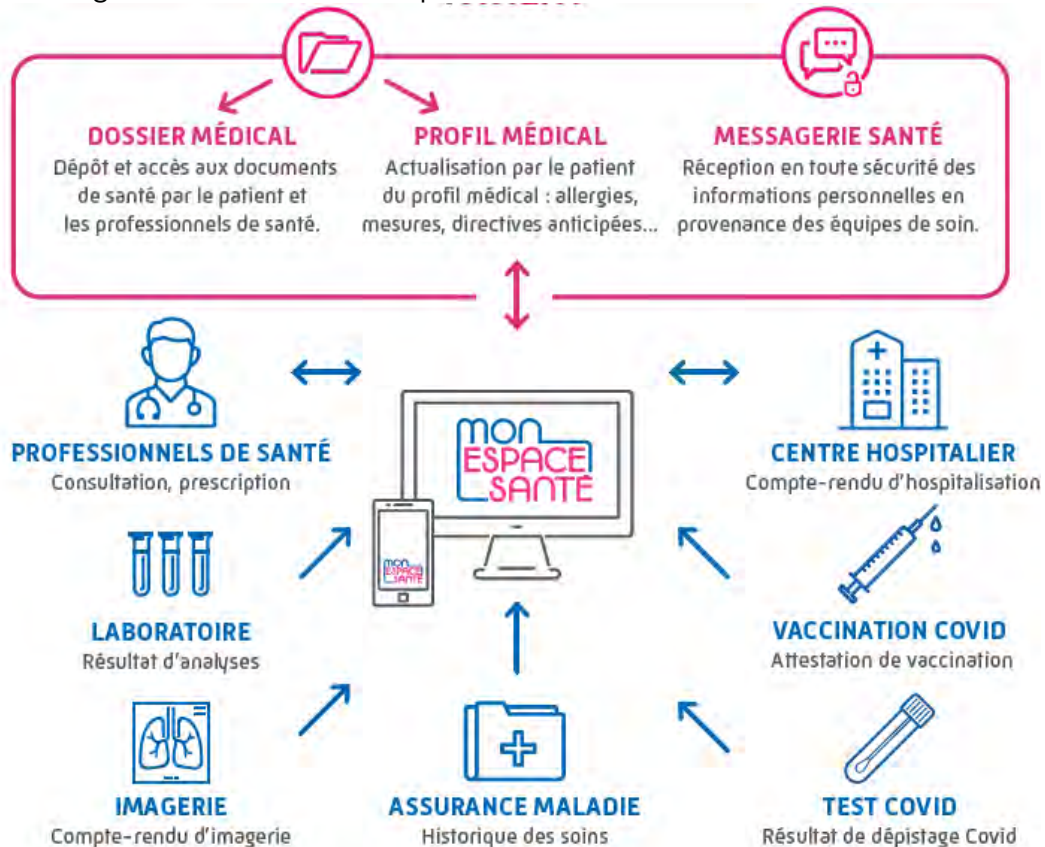 DOSSIER MÉDICAL
Dépôt et accès aux documents
de santé par le patient et
les professionnels de santé.
PROFIL MÉDICAL
Actualisation par le patient
du profil médical : allergies,
mesures, directives anticipées...
MESSAGERIE SANTÉ
Réception en toute sécurité des
informations personnelles en
provenance des équipes de soin.
PROFESSIONNELS DE SANTÉ
Consultation, prescription
MON
ESPACE
SANTÉ
MON
ESPACE
SANTÉ
CENTRE HOSPITALIER
Compte-rendu d'hospitalisation
LABORATOIRE
Résultat d'analyses
VACCINATION COVID
Attestation de vaccination
IMAGERIE
Compte-rendu d'imagerie
ASSURANCE MALADIE
Historique des soins
TEST COVID
Résultat de dépistage Covid